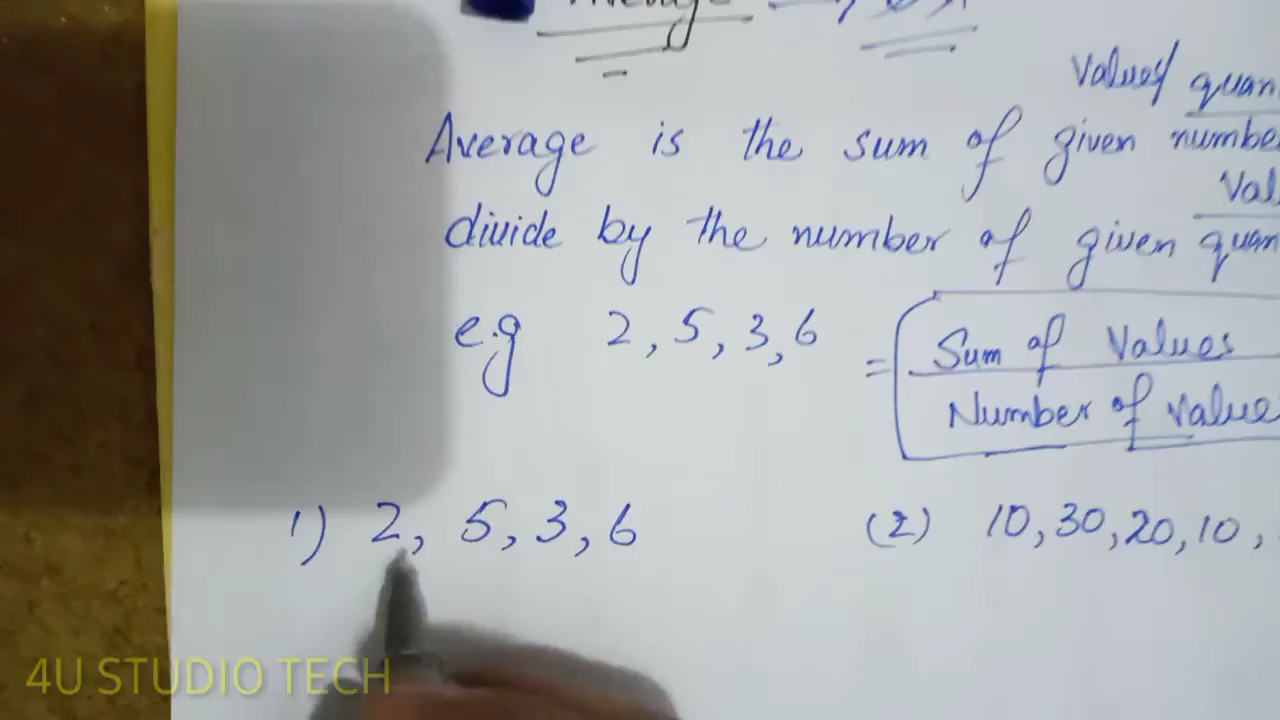 Average
Values/ quan
Average is the sum of given numbe
Val
divide by the number of given quan
e.g 2, 5, 3, 6 = Sum of Values
Number of value
1) 2, 5, 3, 6 (2) 10, 30, 20, 10,
4U STUDIO TECH